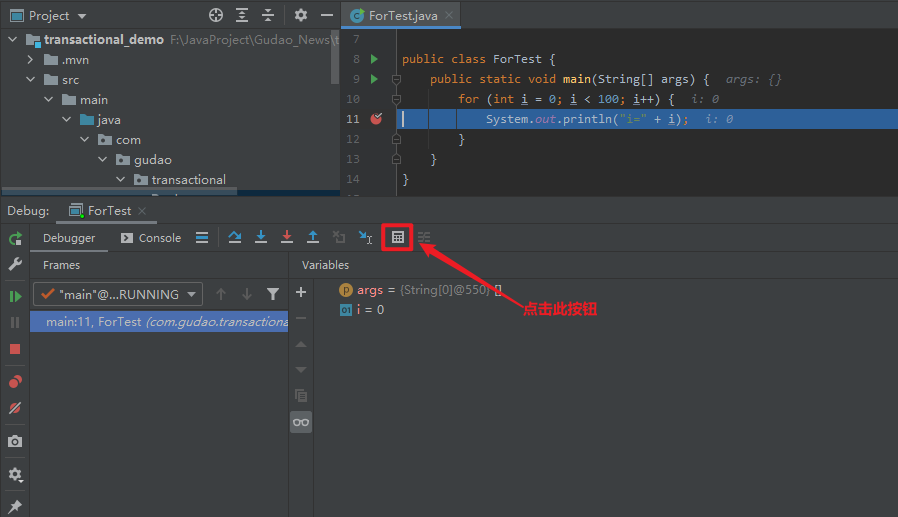 Project
ForTest.java
transactional_demo F:\JavaProject\Gudao_News\t
.mvn
src
main
java
com
gudao
transactional
7
8 public class ForTest {
9 public static void main(String[] args) { args: {}
10 for (int i = 0; i < 100; i++) { i: 0
11 System.out.println("i=" + i); i: 0
12 }
13 }
14 }
Debug: ForTest
Debugger Console
Frames
Variables
"main"@...RUNNING
main:11, ForTest (com.gudao.transactiona
args = {String[0]@550} []
01 i = 0
点击此按钮